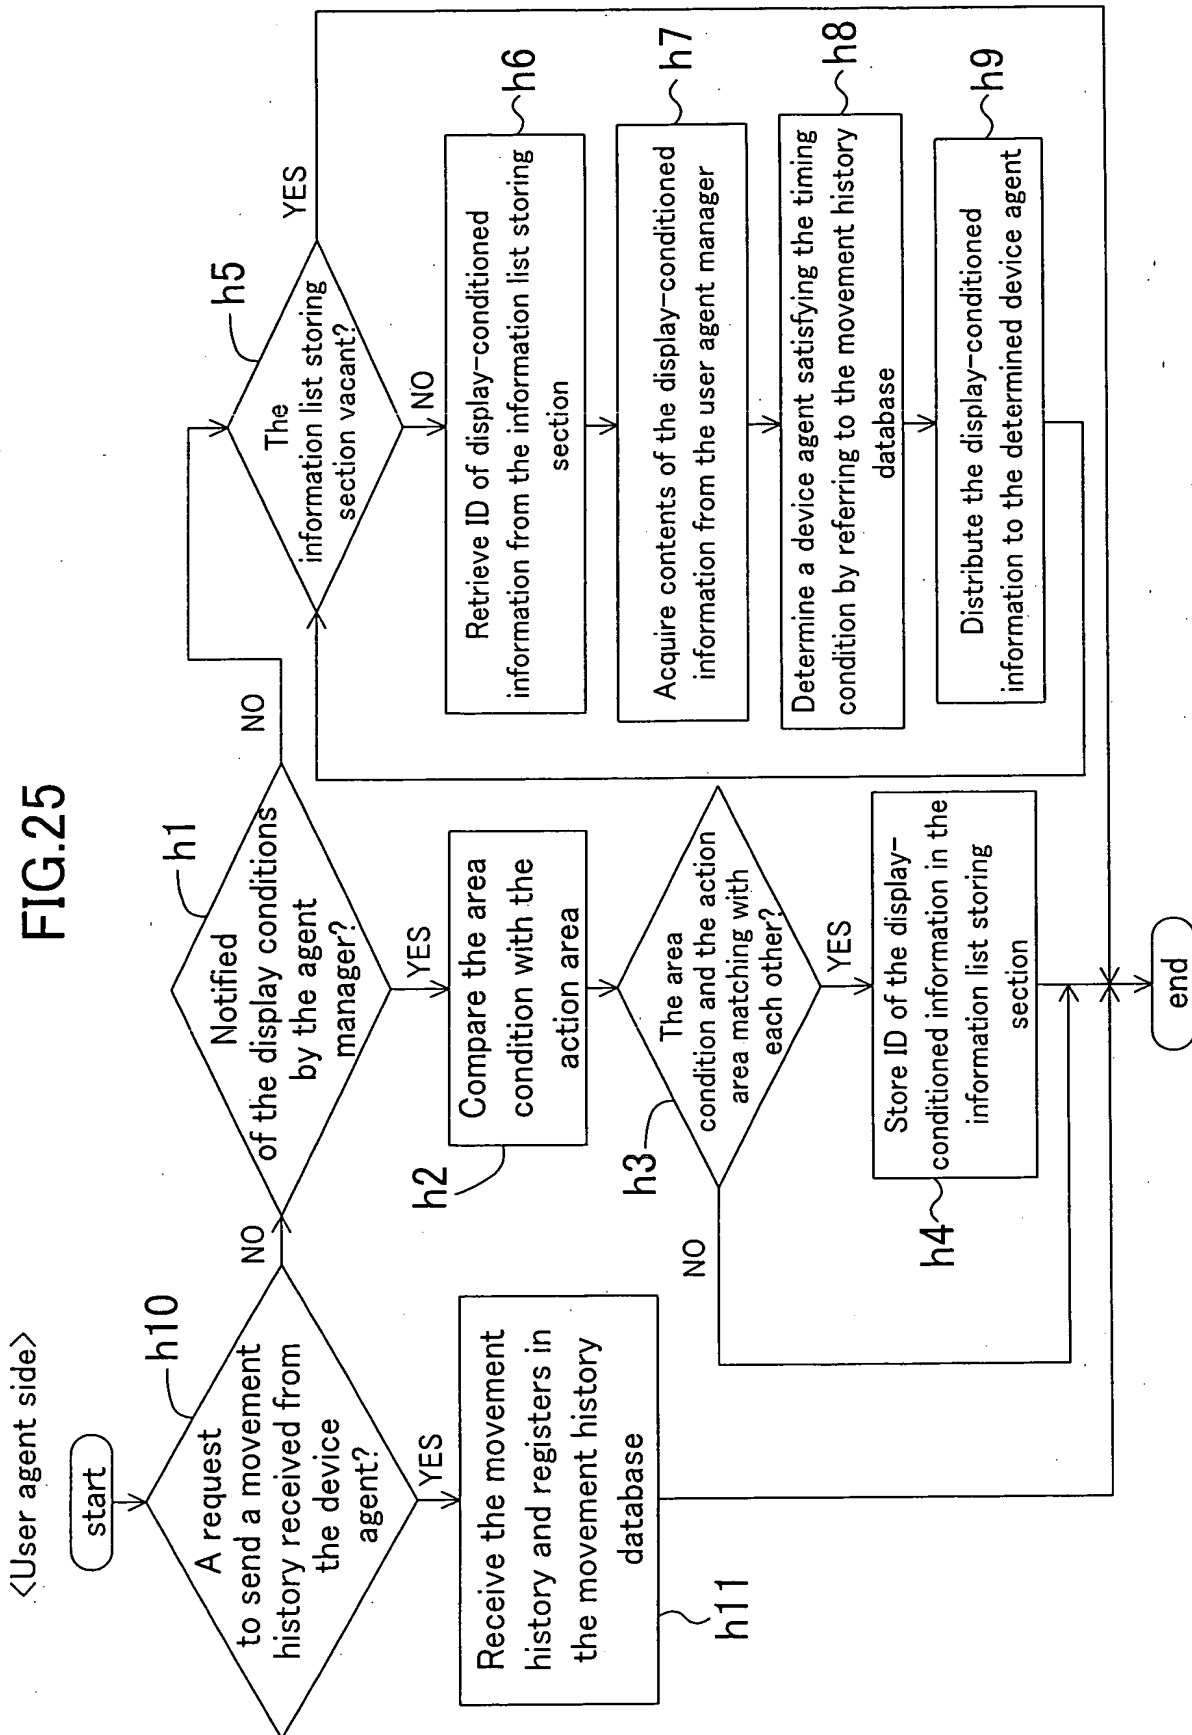 FIG.25
<User agent side>
start
A request
to send a movement
history received from
the device
agent?
h10
NO
YES
Receive the movement
history and registers in
the movement history
database
h11
Notified
of the display conditions
by the agent
manager?
h1
NO
YES
Compare the area
condition with the
action area
h2
The area
condition and the action
area matching with
each other?
h3
NO
YES
Store ID of the display-
conditioned information in the
information list storing
section
h4
The
information list storing
section vacant?
h5
YES
NO
Retrieve ID of display-conditioned
information from the information list storing
section
h6
Acquire contents of the display-conditioned
information from the user agent manager
h7
Determine a device agent satisfying the timing
condition by referring to the movement history
database
h8
Distribute the display-conditioned
information to the determined device agent
h9
end